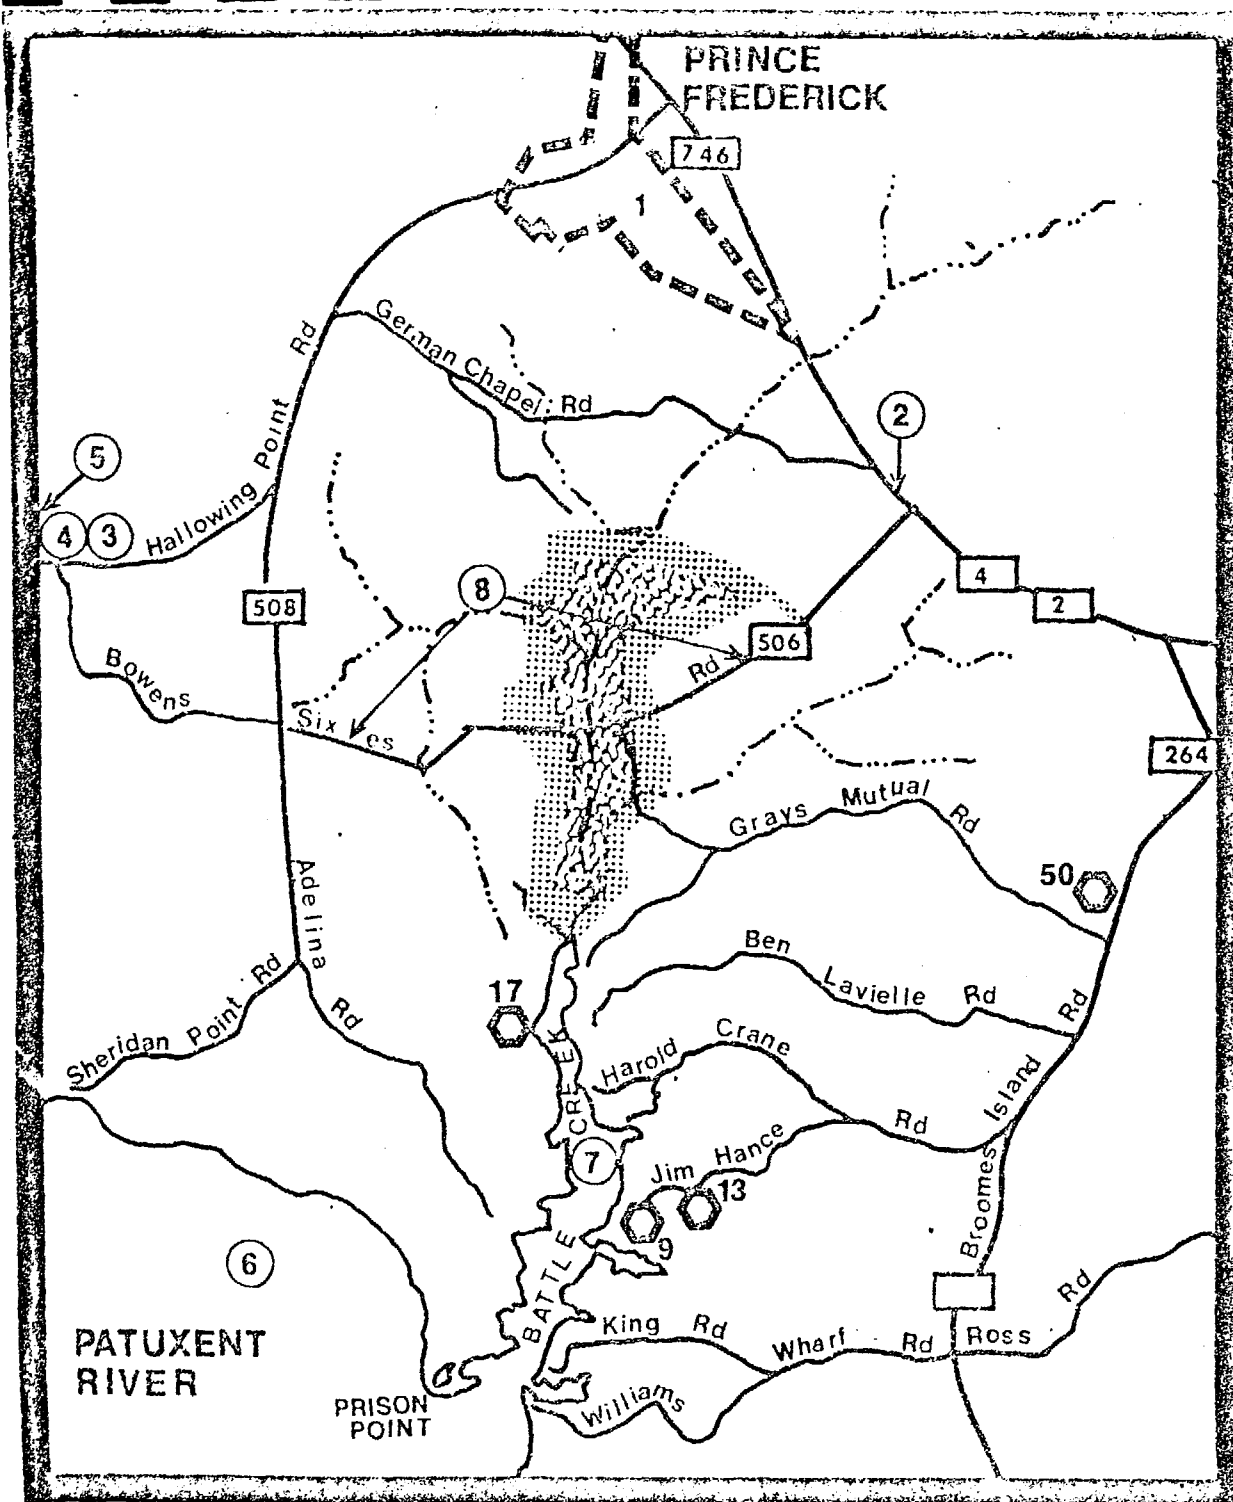 PRINCE
FREDERICK
746
1
German Chapel Rd
2
Hallowing Point Rd
5
4
3
8
508
4
2
506
Rd
Bowens
Six es
264
Grays Mutual Rd
50
Adelina Rd
Ben Lavielle Rd
17
Sheridan Point Rd
Harold Crane Rd
BATTLE CREEK
7
Jim Hance
13
9
Broomes Island Rd
6
PATUXENT
RIVER
King Rd
Wharf Rd
Ross Rd
Williams
PRISON
POINT